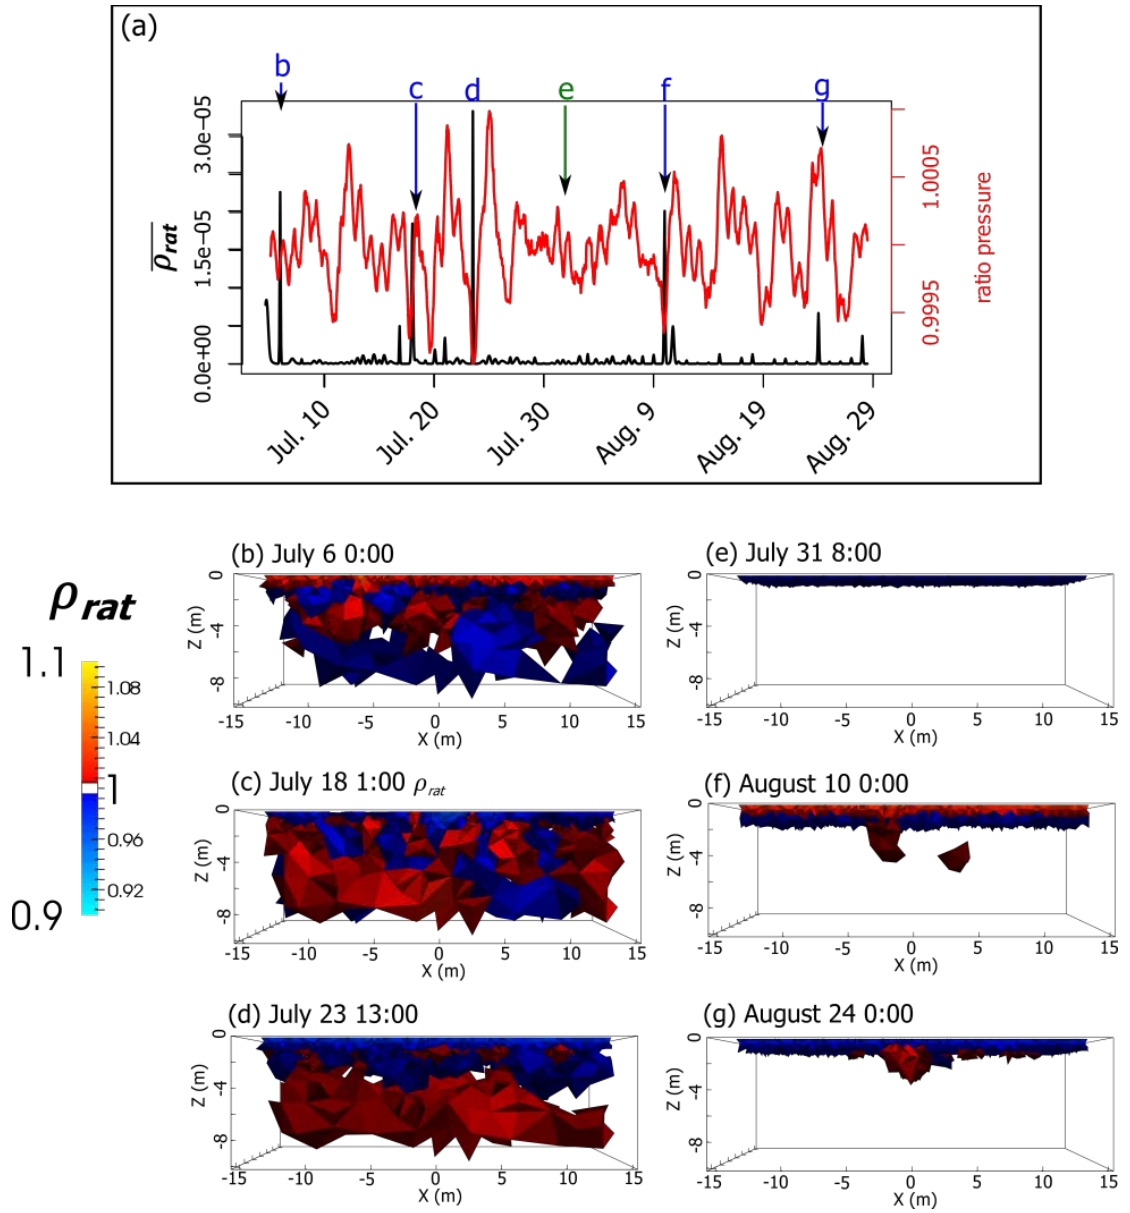 (a)
b
c
d
e
f
g
ρrat
0.0e+00
1.5e-05
3.0e-05
ratio pressure
0.9995
1.0005
Jul. 10
Jul. 20
Jul. 30
Aug. 9
Aug. 19
Aug. 29
ρrat
1.1
1.08
1.04
1
0.96
0.92
0.9
(b) July 6 0:00
Z (m)
0
-4
-8
-15
-10
-5
0
5
10
15
X (m)
(e) July 31 8:00
Z (m)
0
-4
-8
-15
-10
-5
0
5
10
15
X (m)
(c) July 18 1:00 ρrat
Z (m)
0
-4
-8
-15
-10
-5
0
5
10
15
X (m)
(f) August 10 0:00
Z (m)
0
-4
-8
-15
-10
-5
0
5
10
15
X (m)
(d) July 23 13:00
Z (m)
0
-4
-8
-15
-10
-5
0
5
10
15
X (m)
(g) August 24 0:00
Z (m)
0
-4
-8
-15
-10
-5
0
5
10
15
X (m)